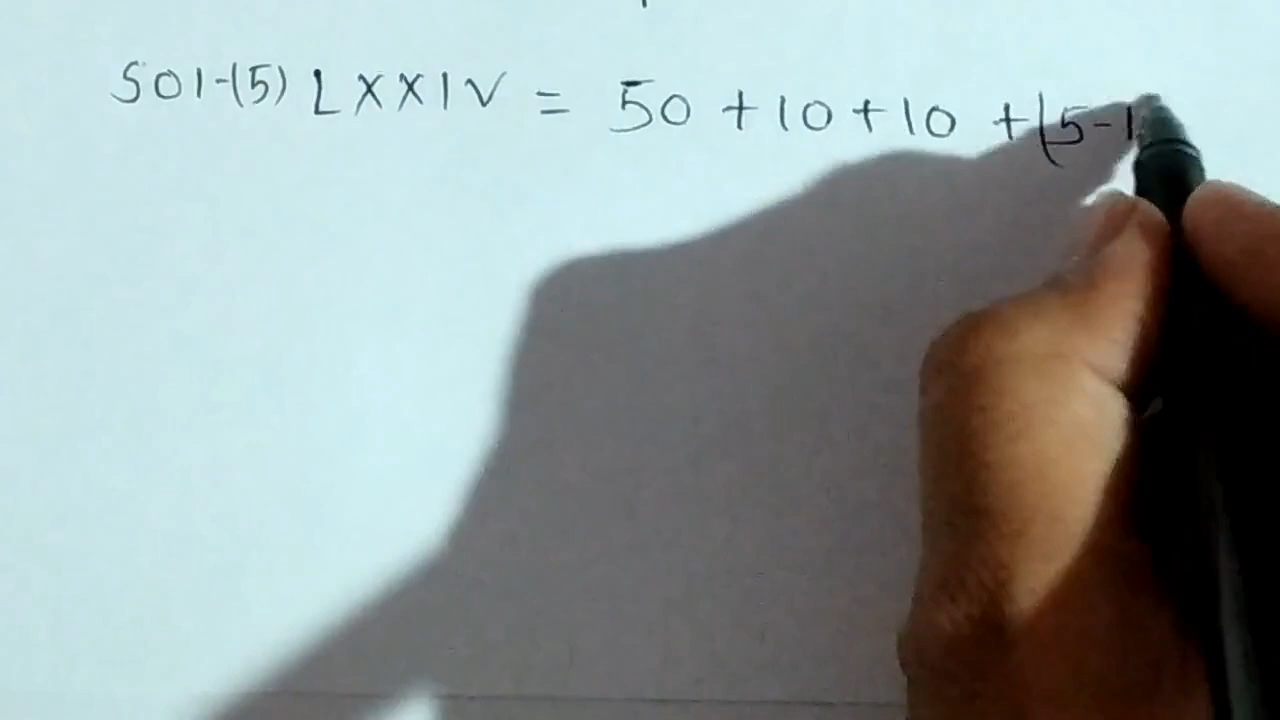 Sol-(5) LXXIV = 50 + 10 + 10 + (5-1